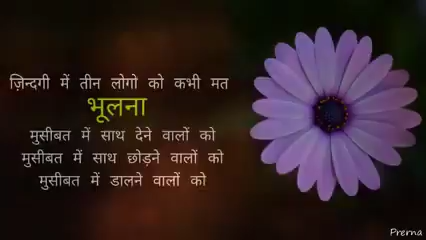 ज़िन्दगी में तीन लोगो को कभी मत
भूलना
मुसीबत में साथ देने वालों को
मुसीबत में साथ छोड़ने वालों को
मुसीबत में डालने वालों को
Prerna